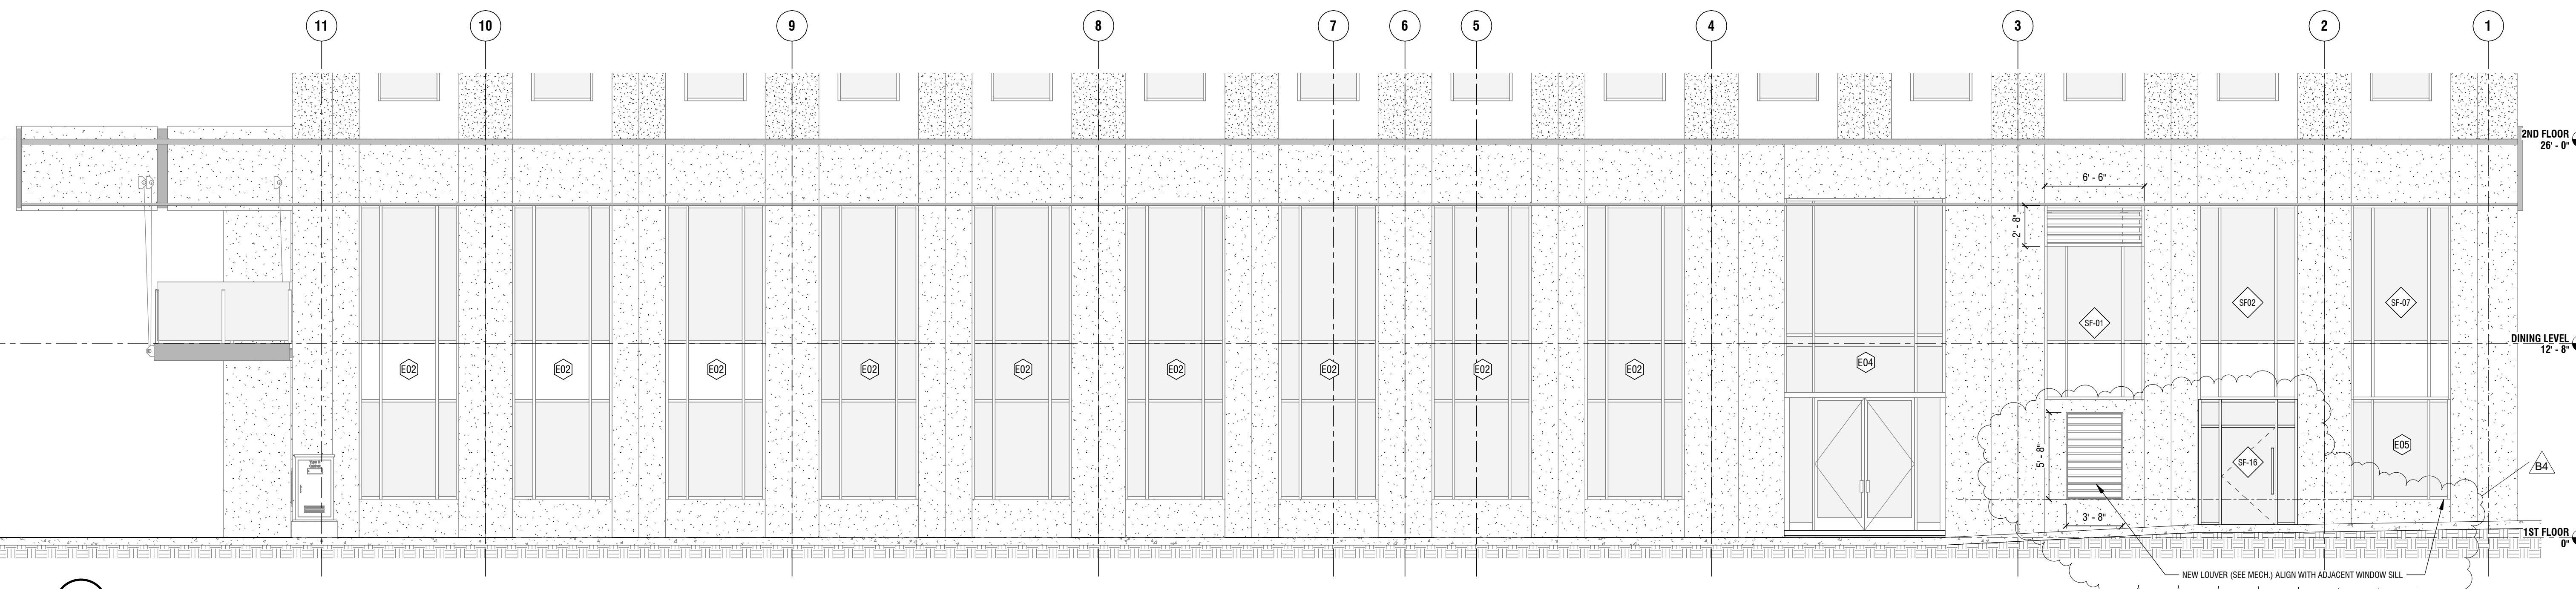 11 10 9 8 7 6 5 4 3 2 1
2ND FLOOR
26' - 0"
6' - 6"
2' - 8"
SF-01
SF02
SF-07
DINING LEVEL
12' - 8"
E02 E02 E02 E02 E02 E02 E02 E02 E02
E04
E05
SF-16
5' - 8"
B4
3' - 8"
1ST FLOOR
0"
NEW LOUVER (SEE MECH.) ALIGN WITH ADJACENT WINDOW SILL